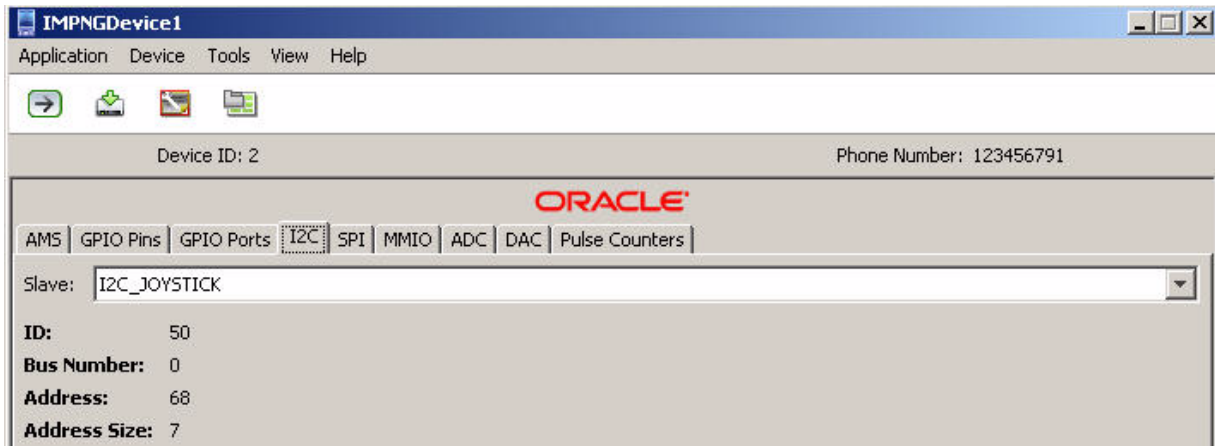 IMPNGDevice1
Application Device Tools View Help
Device ID: 2 Phone Number: 123456791
ORACLE
AMS GPIO Pins GPIO Ports I2C SPI MMIO ADC DAC Pulse Counters
Slave: I2C_JOYSTICK
ID: 50
Bus Number: 0
Address: 68
Address Size: 7